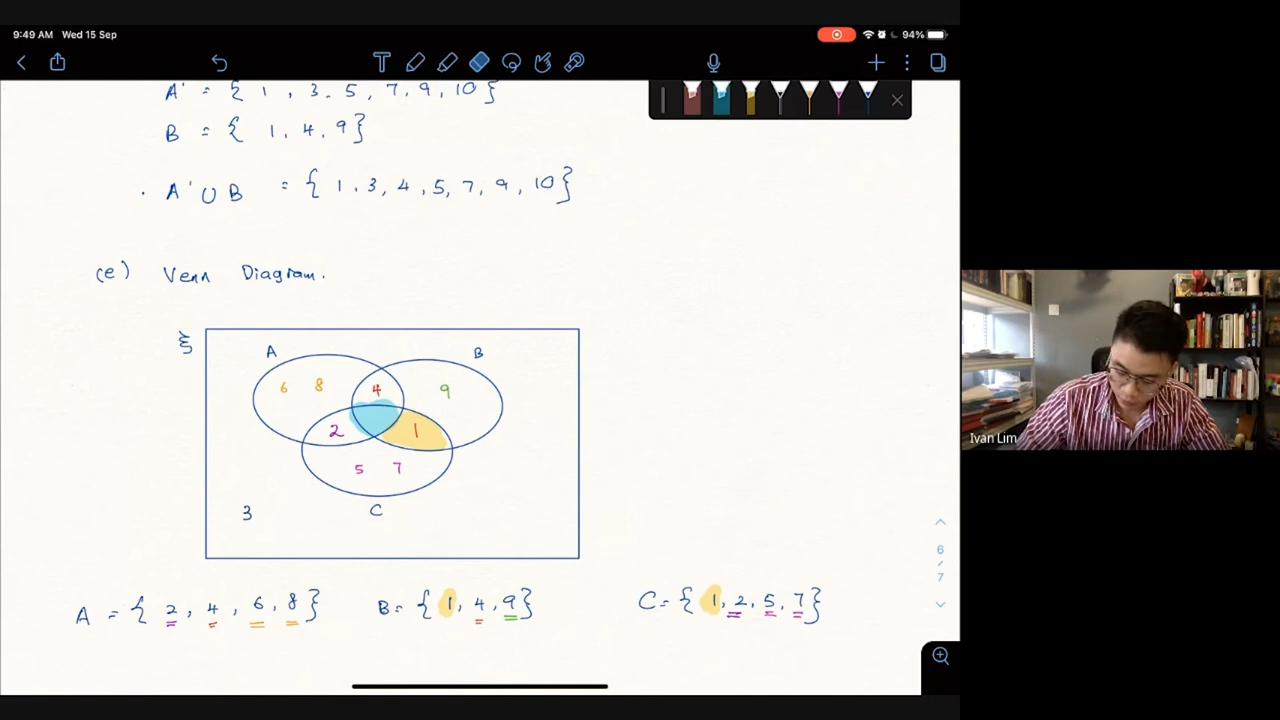 9:49 AM Wed 15 Sep
94%
A' = { 1 , 3 . 5 , 7 , 9 , 10 }
B = { 1 , 4 , 9 }
. A' ∪ B = { 1 , 3 , 4 , 5 , 7 , 9 , 10 }
(e) Venn Diagram.
ξ
A
B
6 8 4 9
2 1
5 7
3
C
A = { 2 , 4 , 6 , 8 } B = { 1 , 4 , 9 } C = { 1 , 2 , 5 , 7 }
6
/
7
Ivan Lim